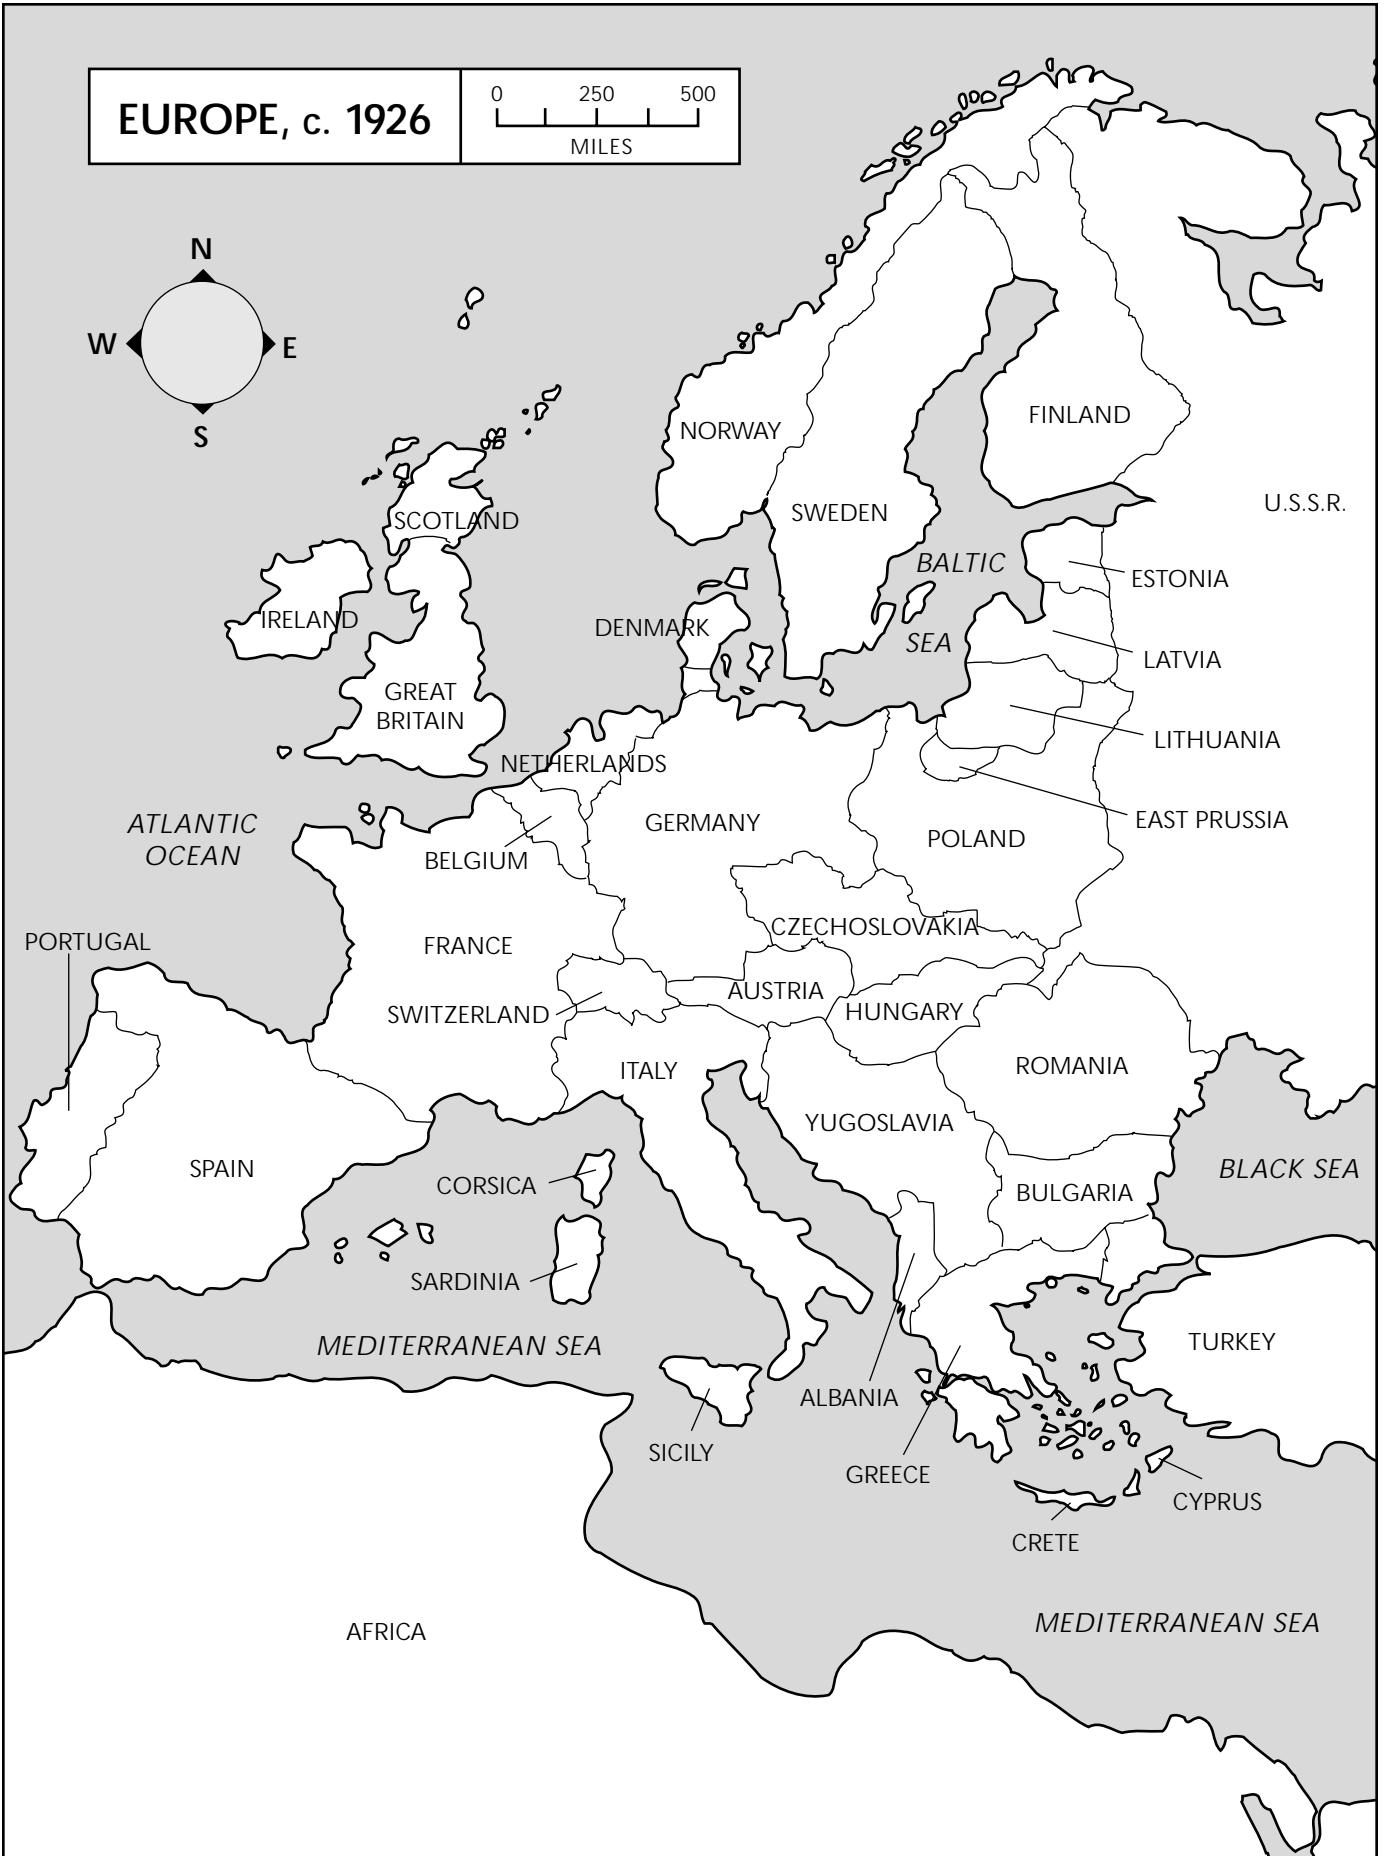 EUROPE, c. 1926
0 250 500
MILES
N
W E
S
NORWAY
FINLAND
SWEDEN
U.S.S.R.
SCOTLAND
BALTIC
SEA
ESTONIA
IRELAND
DENMARK
LATVIA
GREAT
BRITAIN
LITHUANIA
NETHERLANDS
EAST PRUSSIA
ATLANTIC
OCEAN
GERMANY
POLAND
BELGIUM
CZECHOSLOVAKIA
PORTUGAL
FRANCE
AUSTRIA
SWITZERLAND
HUNGARY
ITALY
ROMANIA
YUGOSLAVIA
SPAIN
CORSICA
BLACK SEA
BULGARIA
SARDINIA
MEDITERRANEAN SEA
TURKEY
ALBANIA
SICILY
GREECE
CYPRUS
CRETE
MEDITERRANEAN SEA
AFRICA